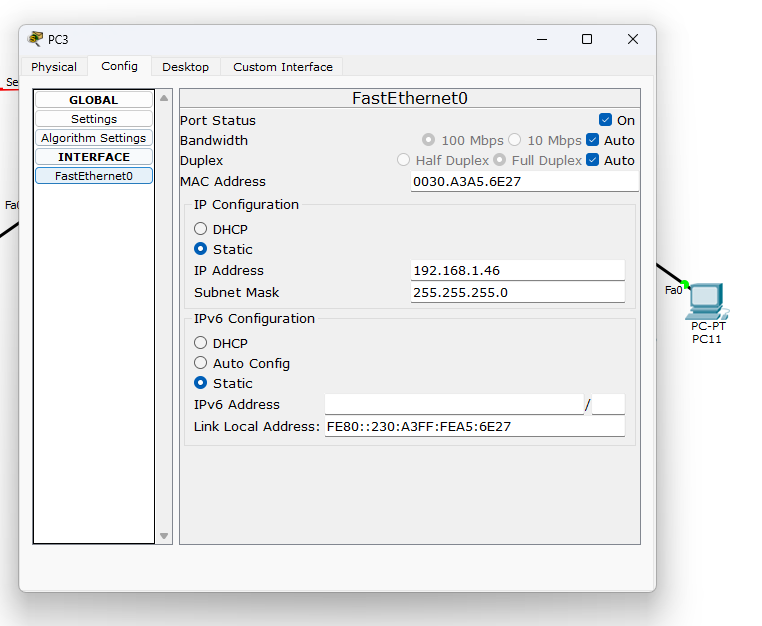 PC3
Physical Config Desktop Custom Interface
GLOBAL
Settings
Algorithm Settings
INTERFACE
FastEthernet0
FastEthernet0
Port Status On
Bandwidth 100 Mbps 10 Mbps Auto
Duplex Half Duplex Full Duplex Auto
MAC Address 0030.A3A5.6E27
IP Configuration
DHCP
Static
IP Address 192.168.1.46
Subnet Mask 255.255.255.0
IPv6 Configuration
DHCP
Auto Config
Static
IPv6 Address /
Link Local Address: FE80::230:A3FF:FEA5:6E27
Se
Fa0
Fa0
PC-PT
PC11